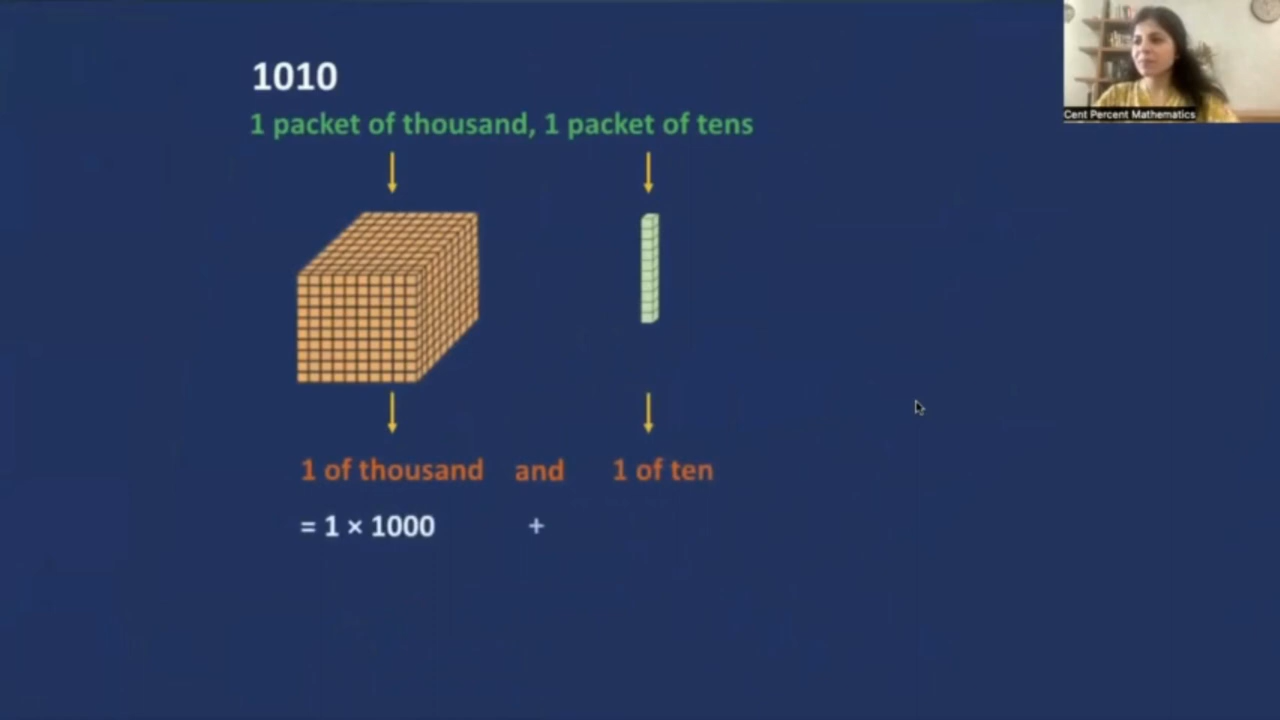 1010
1 packet of thousand, 1 packet of tens
1 of thousand and 1 of ten
= 1 × 1000 +
Cent Percent Mathematics